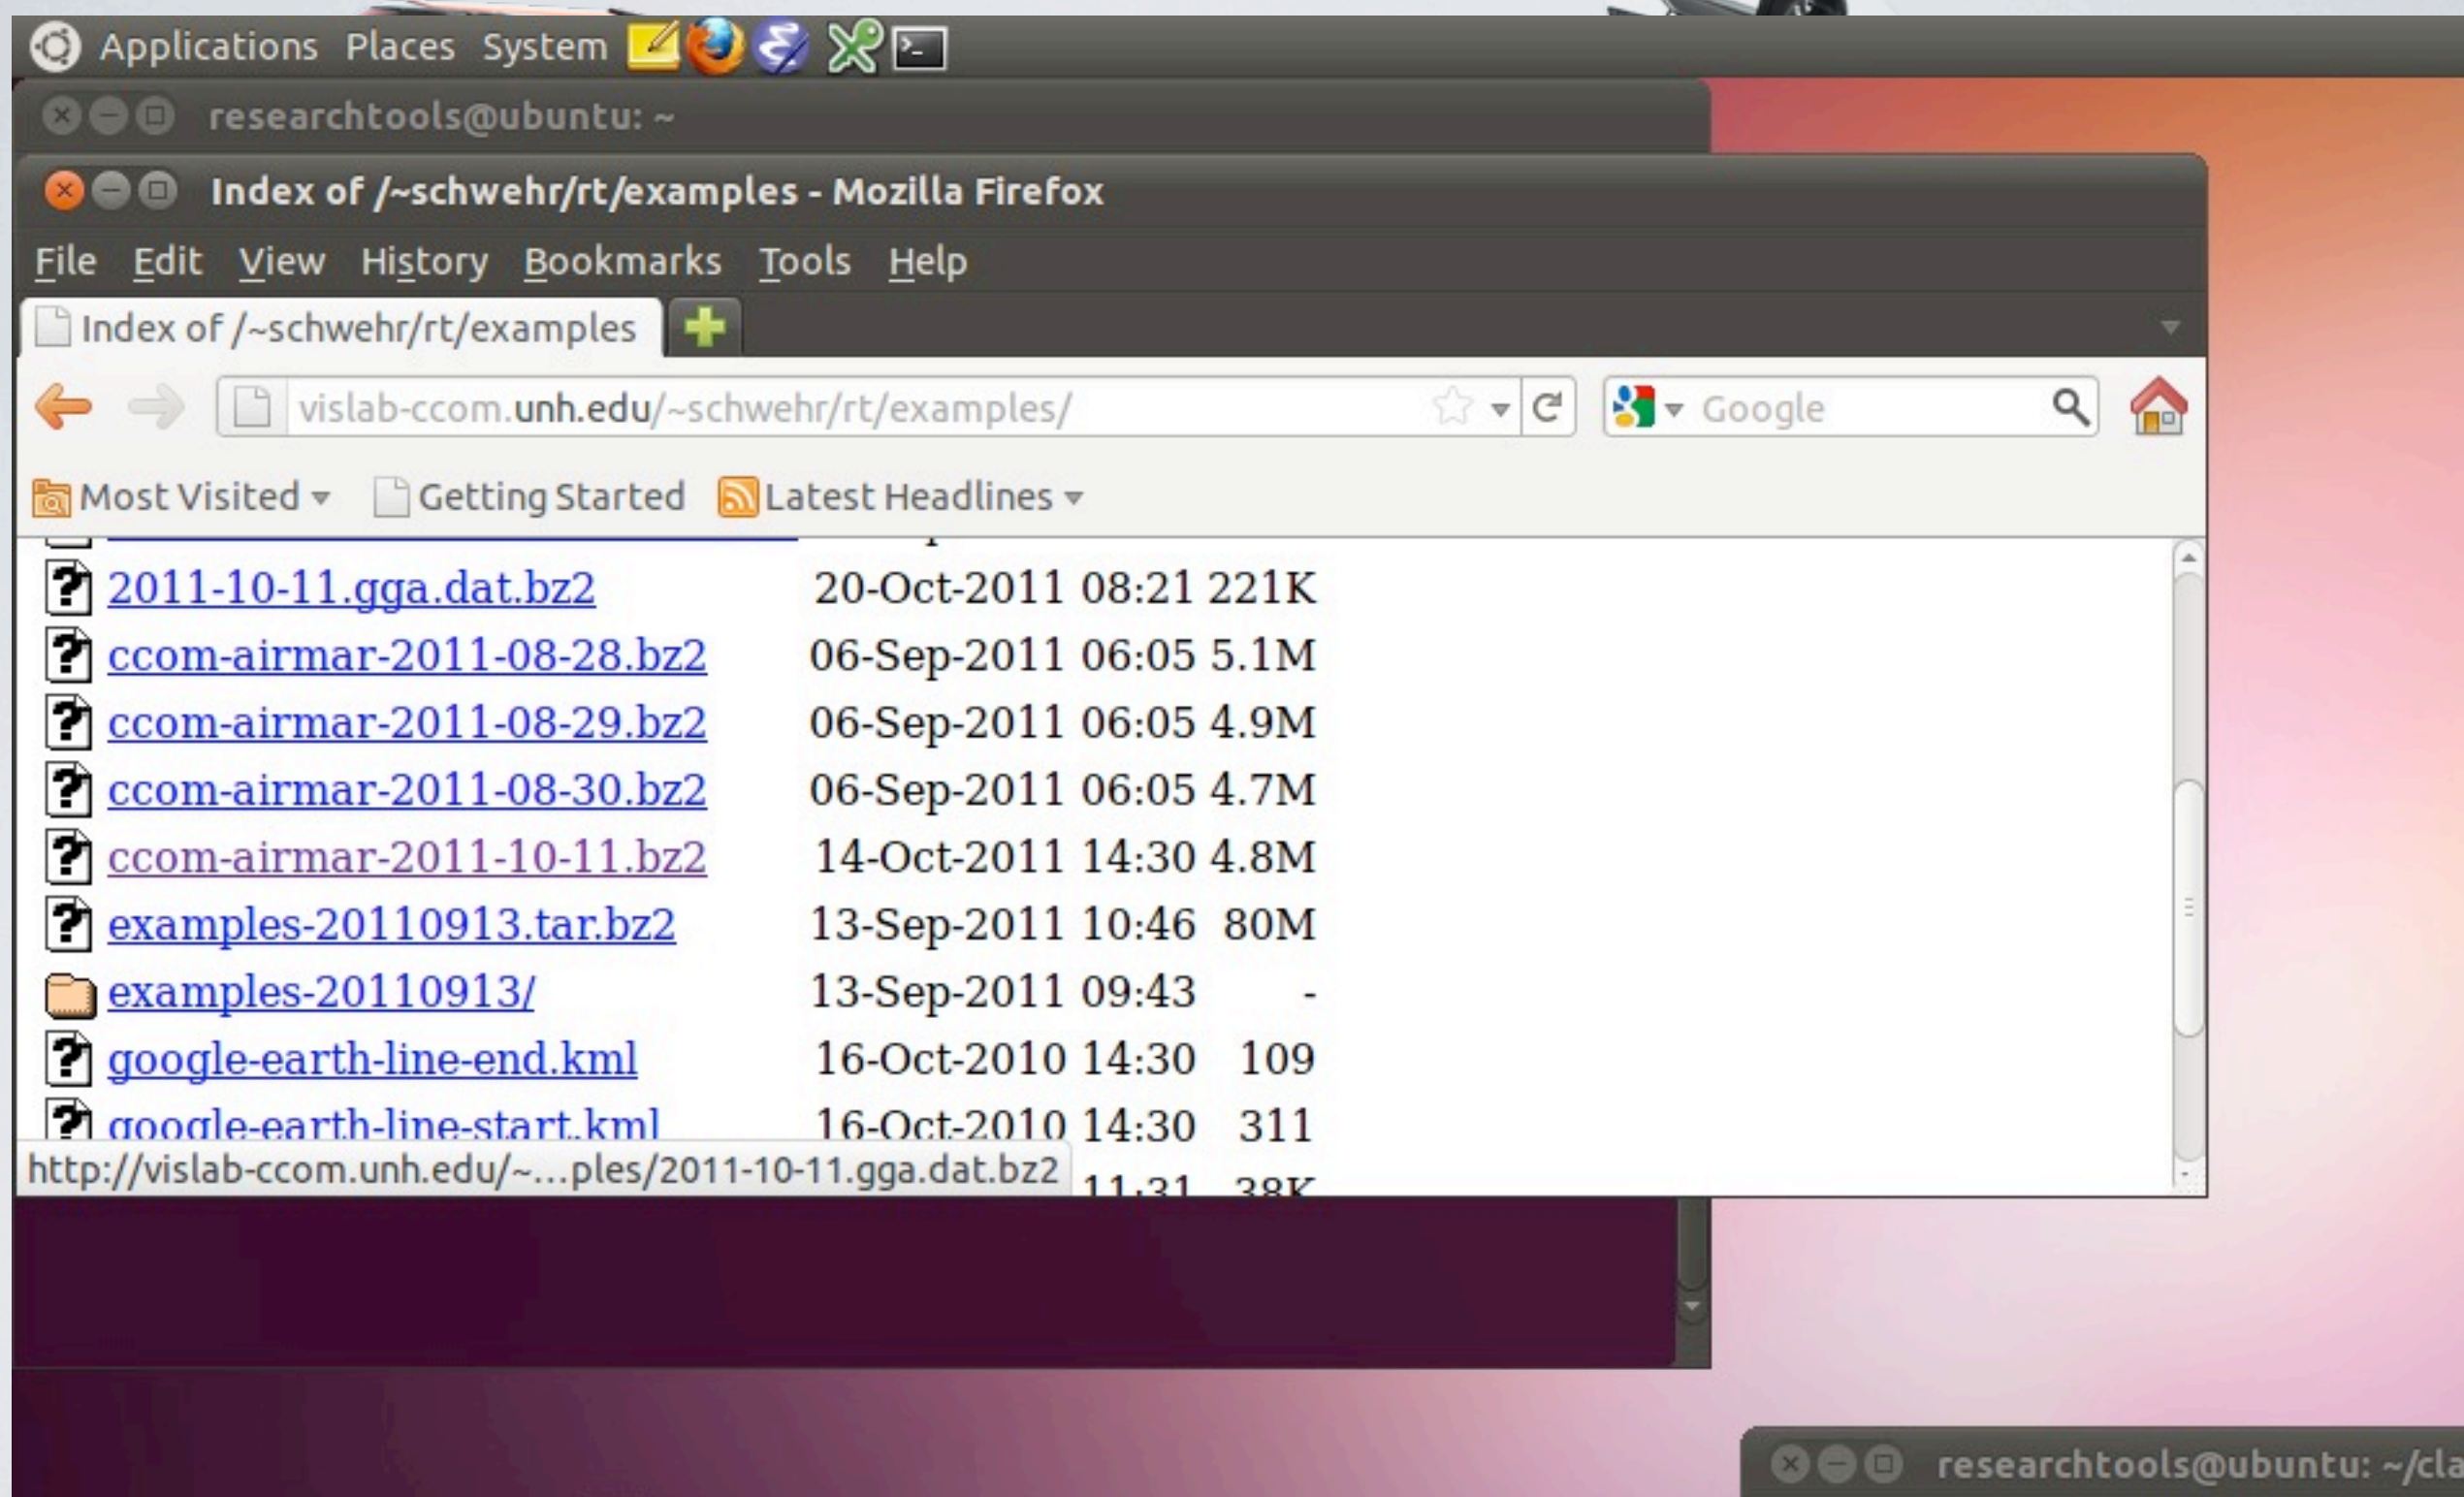 Applications Places System
researchtools@ubuntu: ~
Index of /~schwehr/rt/examples - Mozilla Firefox
File Edit View History Bookmarks Tools Help
Index of /~schwehr/rt/examples
vislab-ccom.unh.edu/~schwehr/rt/examples/ Google
Most Visited Getting Started Latest Headlines
2011-10-11.gga.dat.bz2 20-Oct-2011 08:21 221K
ccom-airmar-2011-08-28.bz2 06-Sep-2011 06:05 5.1M
ccom-airmar-2011-08-29.bz2 06-Sep-2011 06:05 4.9M
ccom-airmar-2011-08-30.bz2 06-Sep-2011 06:05 4.7M
ccom-airmar-2011-10-11.bz2 14-Oct-2011 14:30 4.8M
examples-20110913.tar.bz2 13-Sep-2011 10:46 80M
examples-20110913/ 13-Sep-2011 09:43 -
google-earth-line-end.kml 16-Oct-2010 14:30 109
google-earth-line-start.kml 16-Oct-2010 14:30 311
http://vislab-ccom.unh.edu/~...ples/2011-10-11.gga.dat.bz2 11:31 38K
researchtools@ubuntu: ~/cla